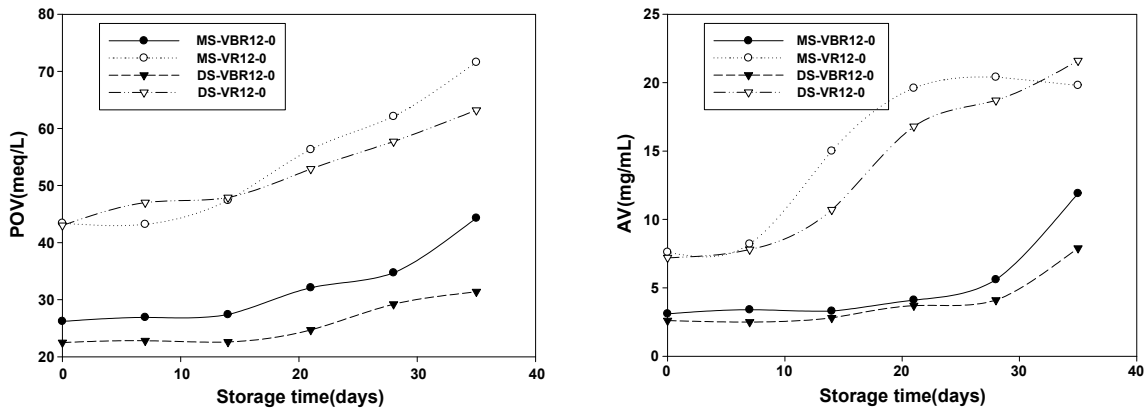 80
70
60
50
40
30
20
POV(meq/L)
MS-VBR12-0
MS-VR12-0
DS-VBR12-0
DS-VR12-0
0 10 20 30 40
Storage time(days)
25
20
15
10
5
0
AV(mg/mL)
MS-VBR12-0
MS-VR12-0
DS-VBR12-0
DS-VR12-0
0 10 20 30 40
Storage time(days)